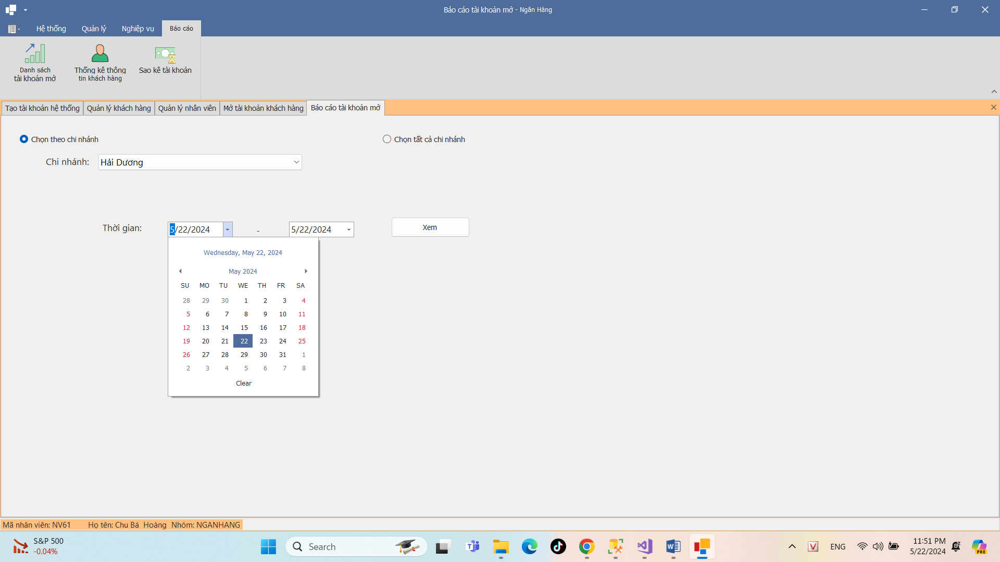 Báo cáo tài khoản mở - Ngân Hàng
Hệ thống
Quản lý
Nghiệp vụ
Báo cáo
Danh sách
tài khoản mở
Thống kê thông
tin khách hàng
Sao kê tài khoản
Tạo tài khoản hệ thống
Quản lý khách hàng
Quản lý nhân viên
Mở tài khoản khách hàng
Báo cáo tài khoản mở
Chọn theo chi nhánh
Chọn tất cả chi nhánh
Chi nhánh:
Hải Dương
Thời gian:
5/22/2024
-
5/22/2024
Xem
Wednesday, May 22, 2024
May 2024
SU MO TU WE TH FR SA
28 29 30 1 2 3 4
5 6 7 8 9 10 11
12 13 14 15 16 17 18
19 20 21 22 23 24 25
26 27 28 29 30 31 1
2 3 4 5 6 7 8
Clear
Mã nhân viên: NV61 Họ tên: Chu Bá Hoàng Nhóm: NGANHANG
S&P 500
-0.04%
Search
ENG
11:51 PM
5/22/2024
PRE